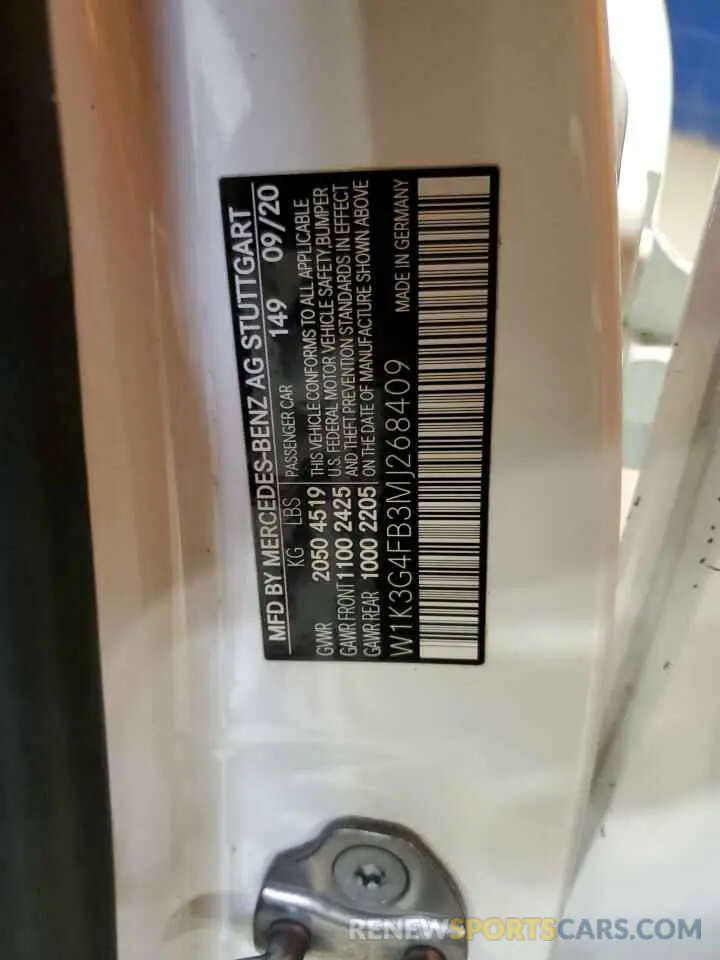 MFD BY MERCEDES-BENZ AG STUTTGART
149 09/20
KG LBS PASSENGER CAR
GVWR 2050 4519 THIS VEHICLE CONFORMS TO ALL APPLICABLE
U.S. FEDERAL MOTOR VEHICLE SAFETY,BUMPER
GAWR FRONT 1100 2425 AND THEFT PREVENTION STANDARDS IN EFFECT
GAWR REAR 1000 2205 ON THE DATE OF MANUFACTURE SHOWN ABOVE
W1K3G4FB3MJ268409 MADE IN GERMANY
RENEWSPORTSCARS.COM